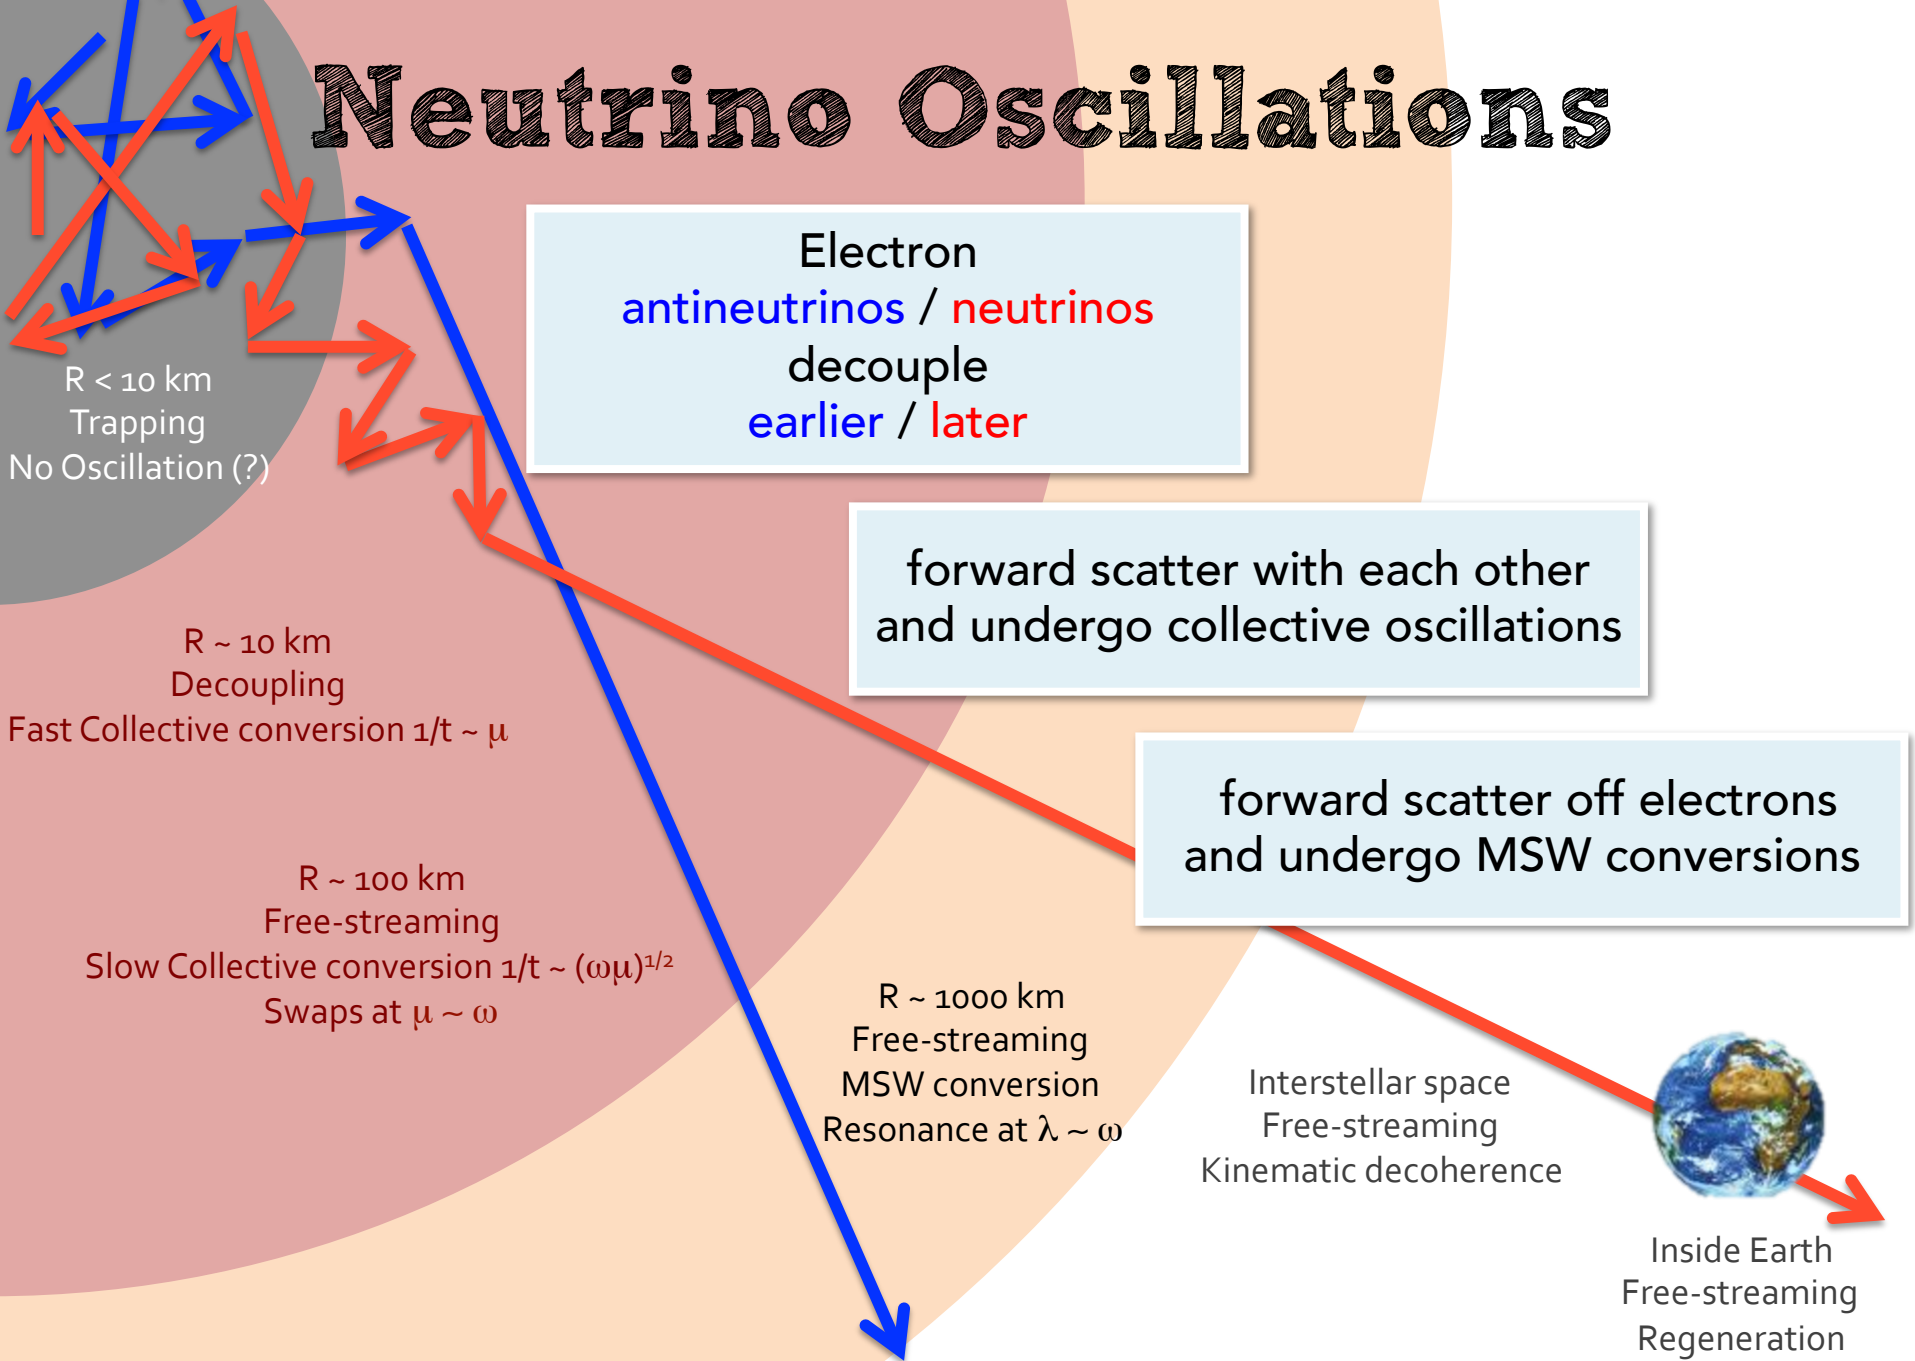 Neutrino Oscillations
Electron
antineutrinos / neutrinos
decouple
earlier / later
R < 10 km
Trapping
No Oscillation (?)
forward scatter with each other
and undergo collective oscillations
R ~ 10 km
Decoupling
Fast Collective conversion 1/t ~ μ
forward scatter off electrons
and undergo MSW conversions
R ~ 100 km
Free-streaming
Slow Collective conversion 1/t ~ (ωμ)^1/2
Swaps at μ ~ ω
R ~ 1000 km
Free-streaming
MSW conversion
Resonance at λ ~ ω
Interstellar space
Free-streaming
Kinematic decoherence
Inside Earth
Free-streaming
Regeneration